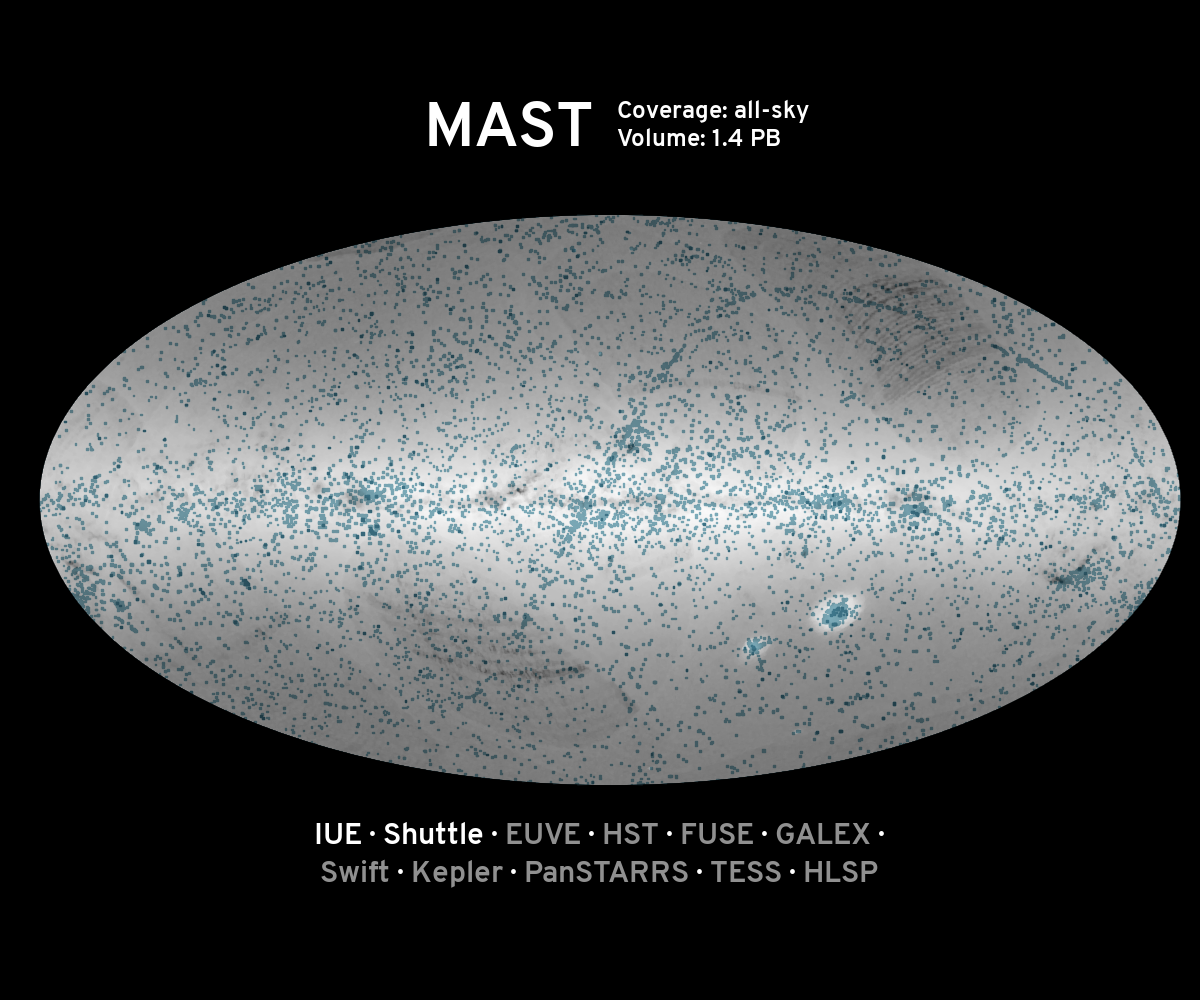 MAST
Coverage: all-sky
Volume: 1.4 PB
IUE · Shuttle · EUVE · HST · FUSE · GALEX ·
Swift · Kepler · PanSTARRS · TESS · HLSP